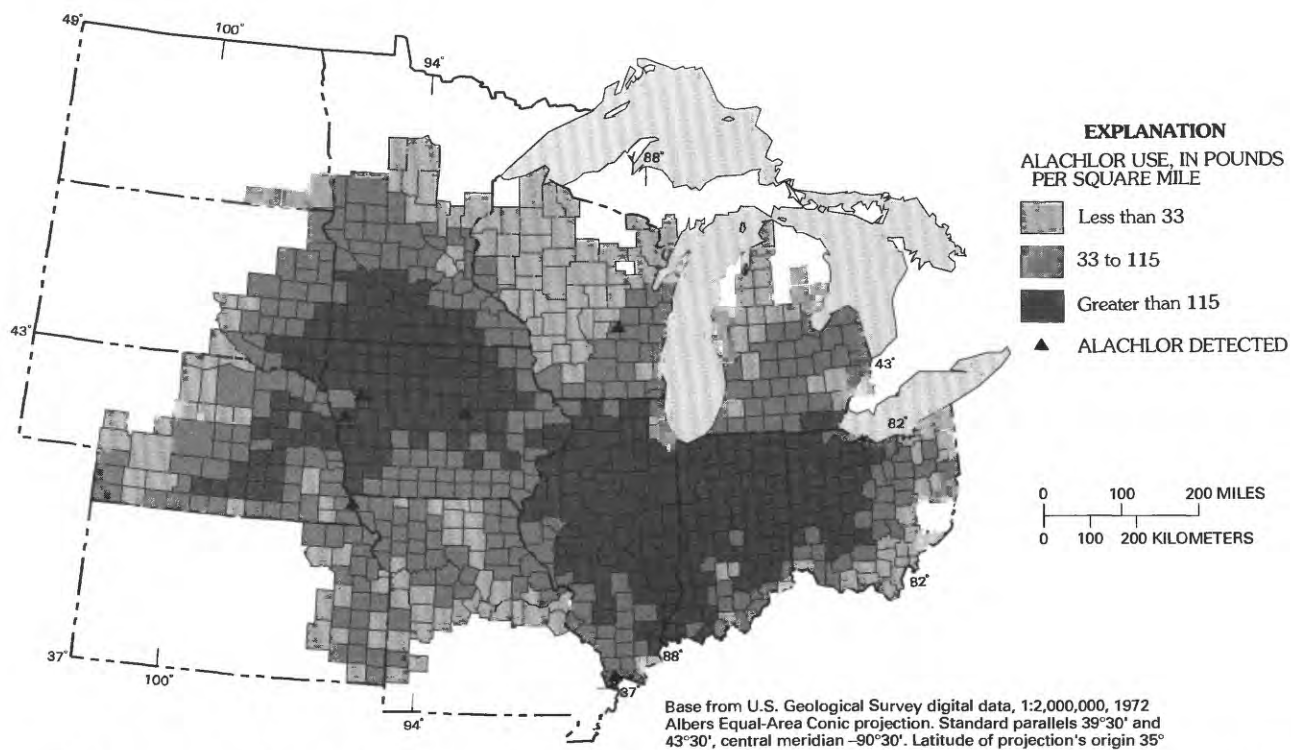 49°
100°
94°
88°
EXPLANATION
ALACHLOR USE, IN POUNDS
PER SQUARE MILE
Less than 33
33 to 115
Greater than 115
ALACHLOR DETECTED
43°
43°
82°
0 100 200 MILES
0 100 200 KILOMETERS
82°
37°
100°
94°
88°
37°
Base from U.S. Geological Survey digital data, 1:2,000,000, 1972
Albers Equal-Area Conic projection. Standard parallels 39°30' and
43°30', central meridian –90°30'. Latitude of projection's origin 35°